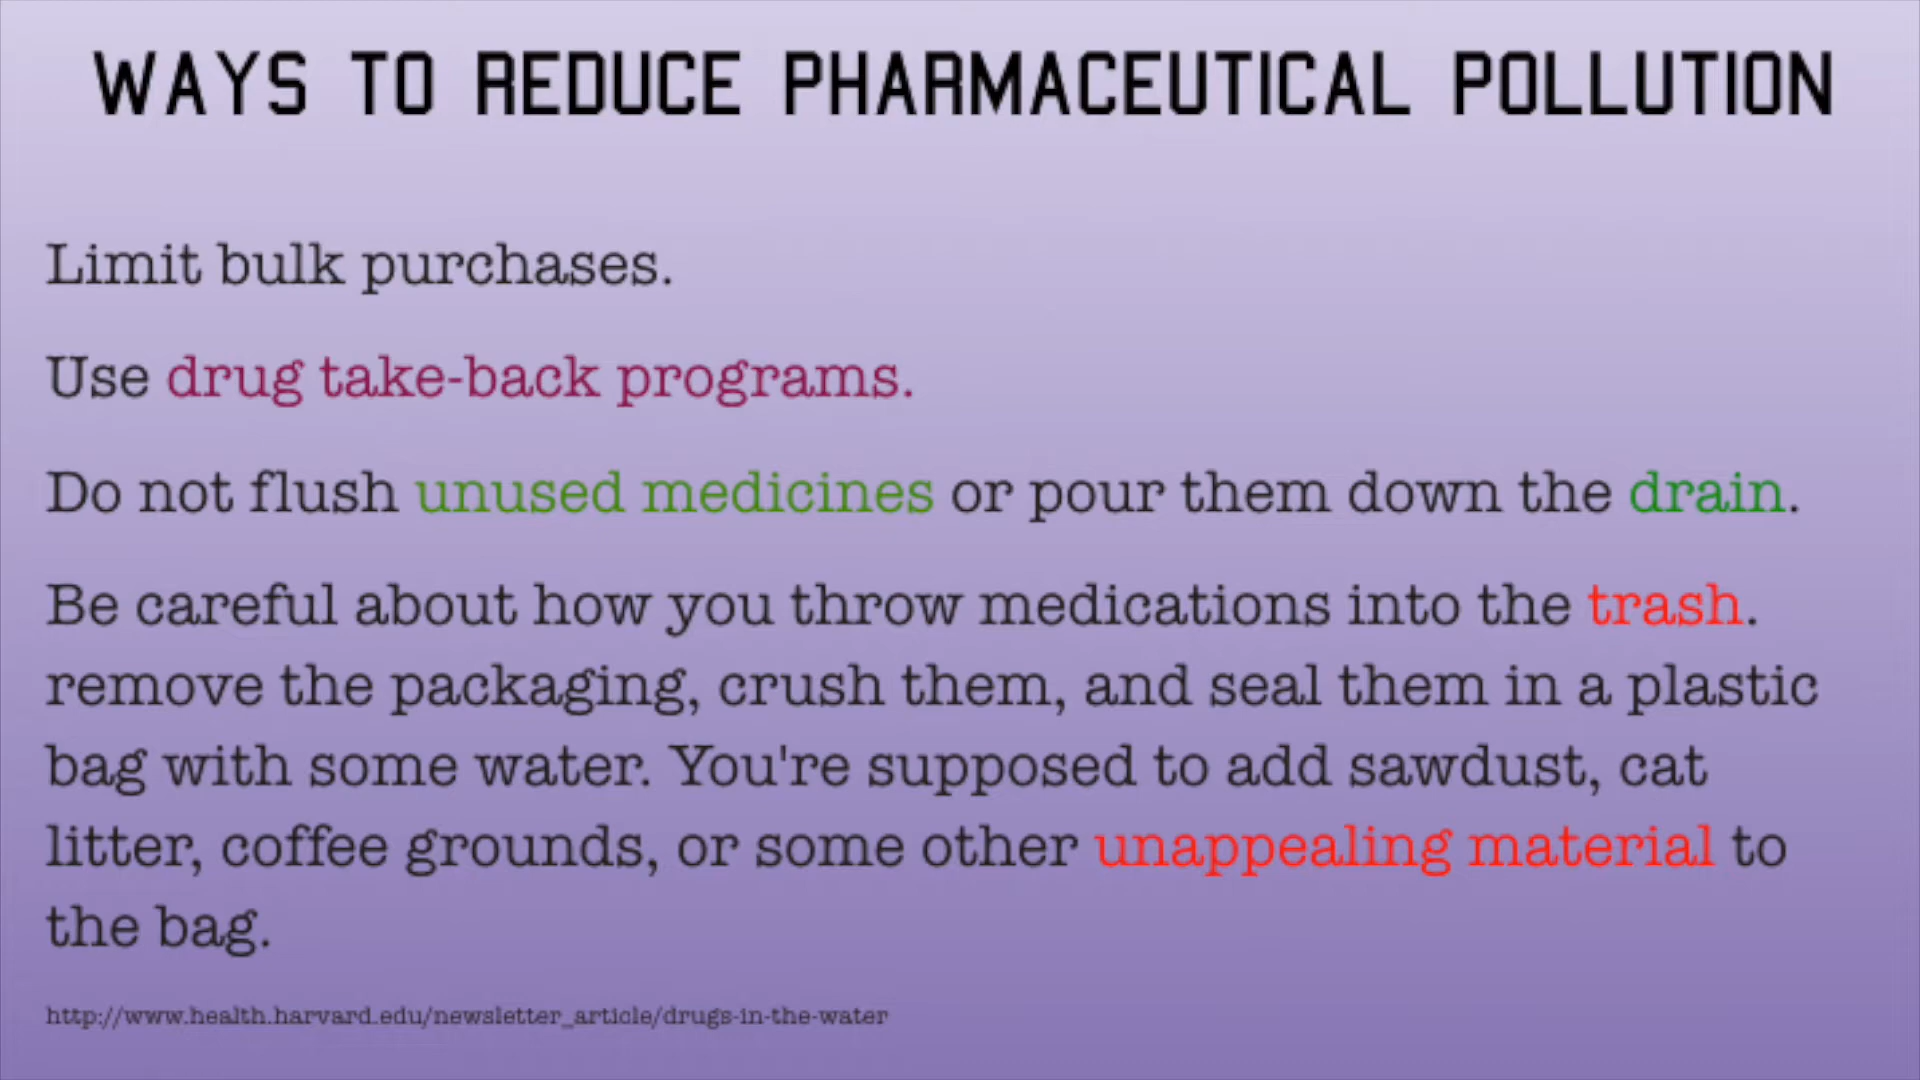 WAYS TO REDUCE PHARMACEUTICAL POLLUTION
Limit bulk purchases.
Use drug take-back programs.
Do not flush unused medicines or pour them down the drain.
Be careful about how you throw medications into the trash.
remove the packaging, crush them, and seal them in a plastic
bag with some water. You're supposed to add sawdust, cat
litter, coffee grounds, or some other unappealing material to
the bag.
http://www.health.harvard.edu/newsletter_article/drugs-in-the-water